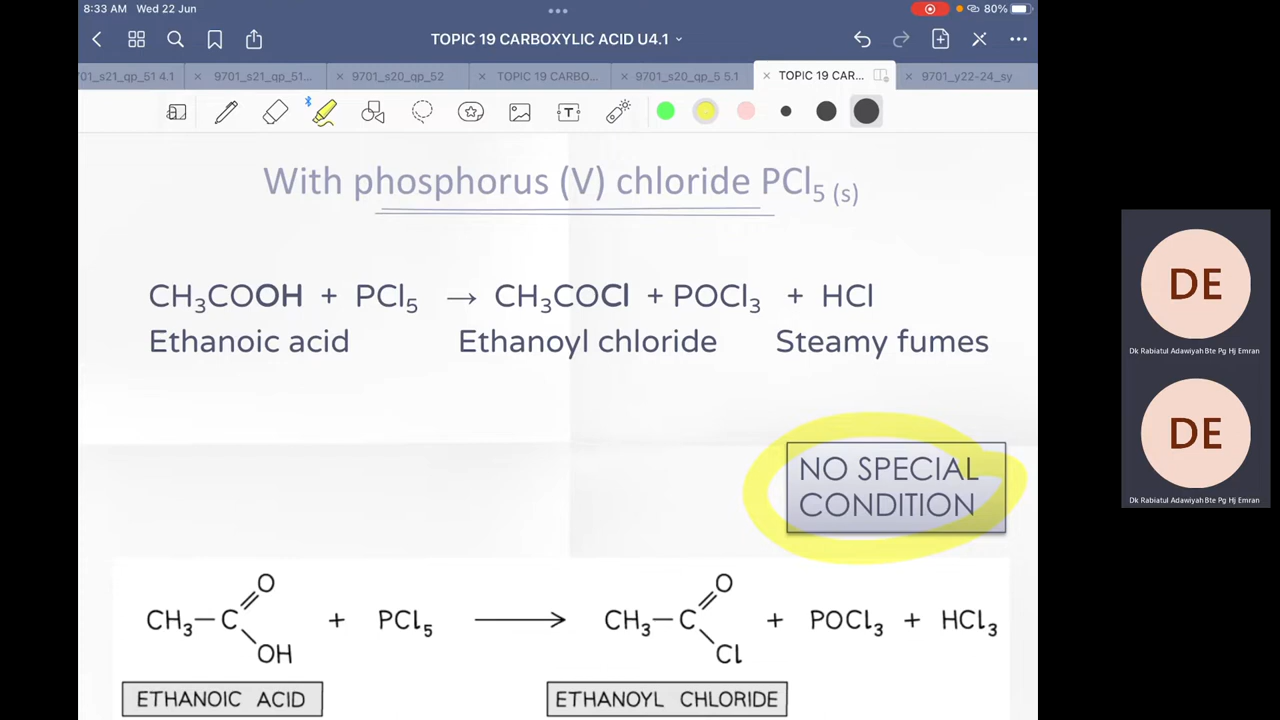 8:33 AM Wed 22 Jun
80%
TOPIC 19 CARBOXYLIC ACID U4.1
'1_s21_qp_51 4.1
9701_s21_qp_51...
9701_s20_qp_52
TOPIC 19 CARBO...
9701_s20_qp_5 5.1
TOPIC 19 CAR...
9701_y22-24_sy
With phosphorus (V) chloride PCl₅ (s)
CH₃COOH + PCl₅ → CH₃COCl + POCl₃ + HCl
Ethanoic acid Ethanoyl chloride Steamy fumes
NO SPECIAL
CONDITION
O O
CH₃—C + PCl₅ → CH₃—C + POCl₃ + HCl₃
OH Cl
ETHANOIC ACID ETHANOYL CHLORIDE
DE
Dk Rabiatul Adawiyah Bte Pg Hj Emran
DE
Dk Rabiatul Adawiyah Bte Pg Hj Emran